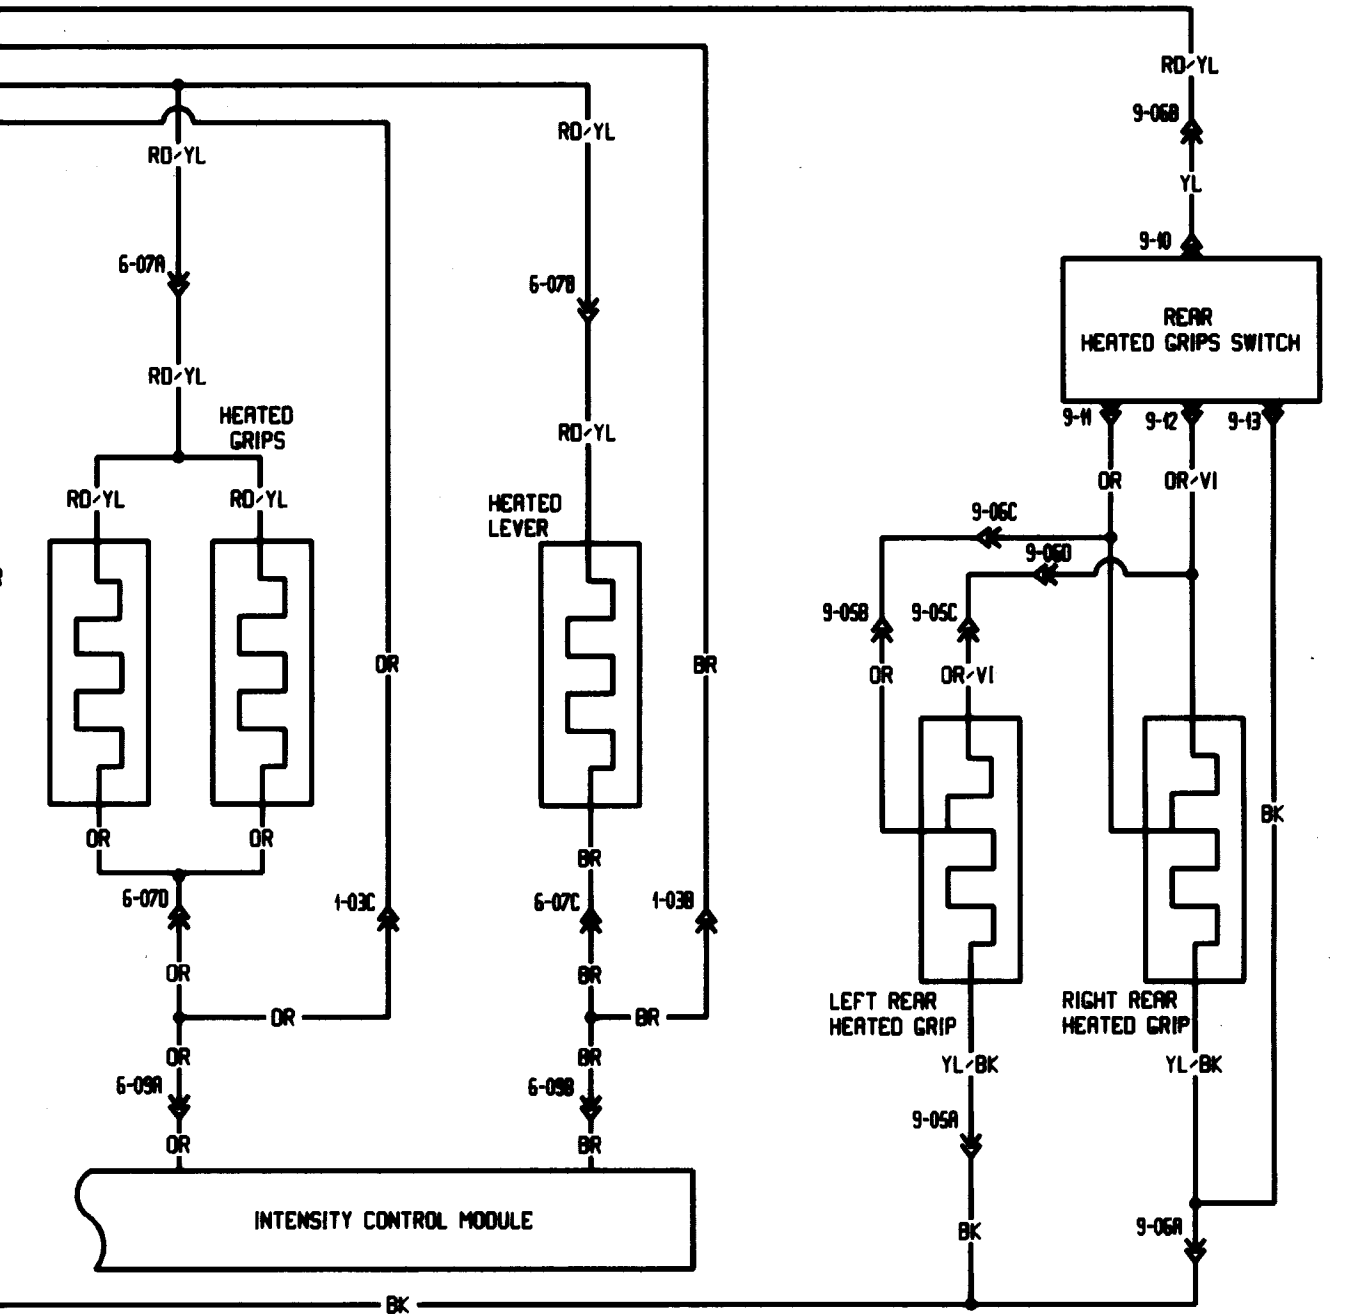 RD/YL
9-06B
RD/YL
RD/YL
YL
9-10
6-07A
6-07B
REAR
HEATED GRIPS SWITCH
RD/YL
HEATED
GRIPS
9-11
9-12
9-13
RD/YL
RD/YL
RD/YL
OR
OR/VI
HEATED
LEVER
9-06C
9-06D
9-05B
9-05C
OR
BR
OR
OR/VI
BK
OR
OR
BR
6-07D
1-03C
6-07C
1-03B
OR
BR
LEFT REAR
HEATED GRIP
RIGHT REAR
HEATED GRIP
OR
BR
OR
BR
YL/BK
YL/BK
6-09A
6-09B
9-05A
OR
BR
INTENSITY CONTROL MODULE
9-06A
BK
BK